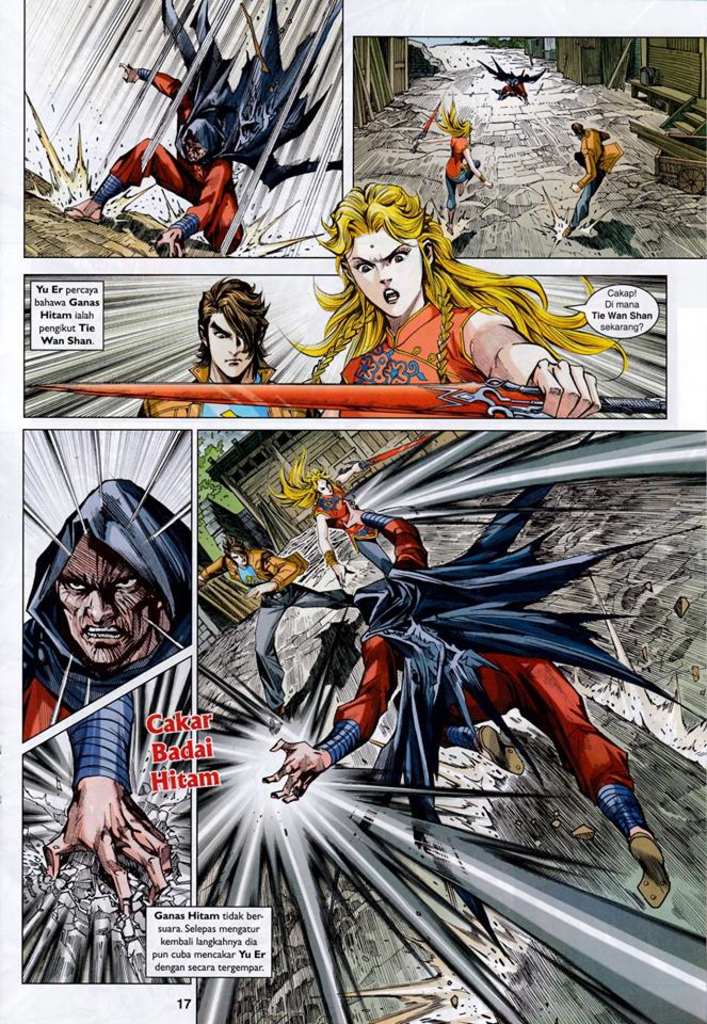 Yu Er percaya
bahawa Ganas
Hitam ialah
pengikut Tie
Wan Shan.
Cakap!
Di mana
Tie Wan Shan
sekarang?
Cakar
Badai
Hitam
Ganas Hitam tidak ber-
suara. Selepas mengatur
kembali langkahnya dia
pun cuba mencakar Yu Er
dengan secara tergempar.
17